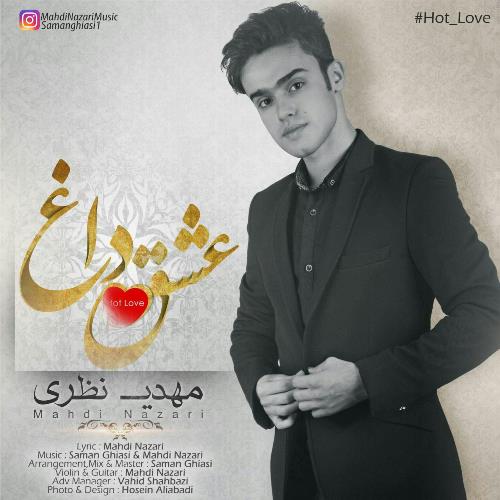 MahdiNazariMusic
Samanghiasi1
#Hot_Love
عشق داغ
Hot Love
مهدی نظری
Mahdi Nazari
Lyric : Mahdi Nazari
Music : Saman Ghiasi & Mahdi Nazari
Arrangement,Mix & Master : Saman Ghiasi
Violin & Guitar : Mahdi Nazari
Adv Manager : Vahid Shahbazi
Photo & Design : Hosein Aliabadi